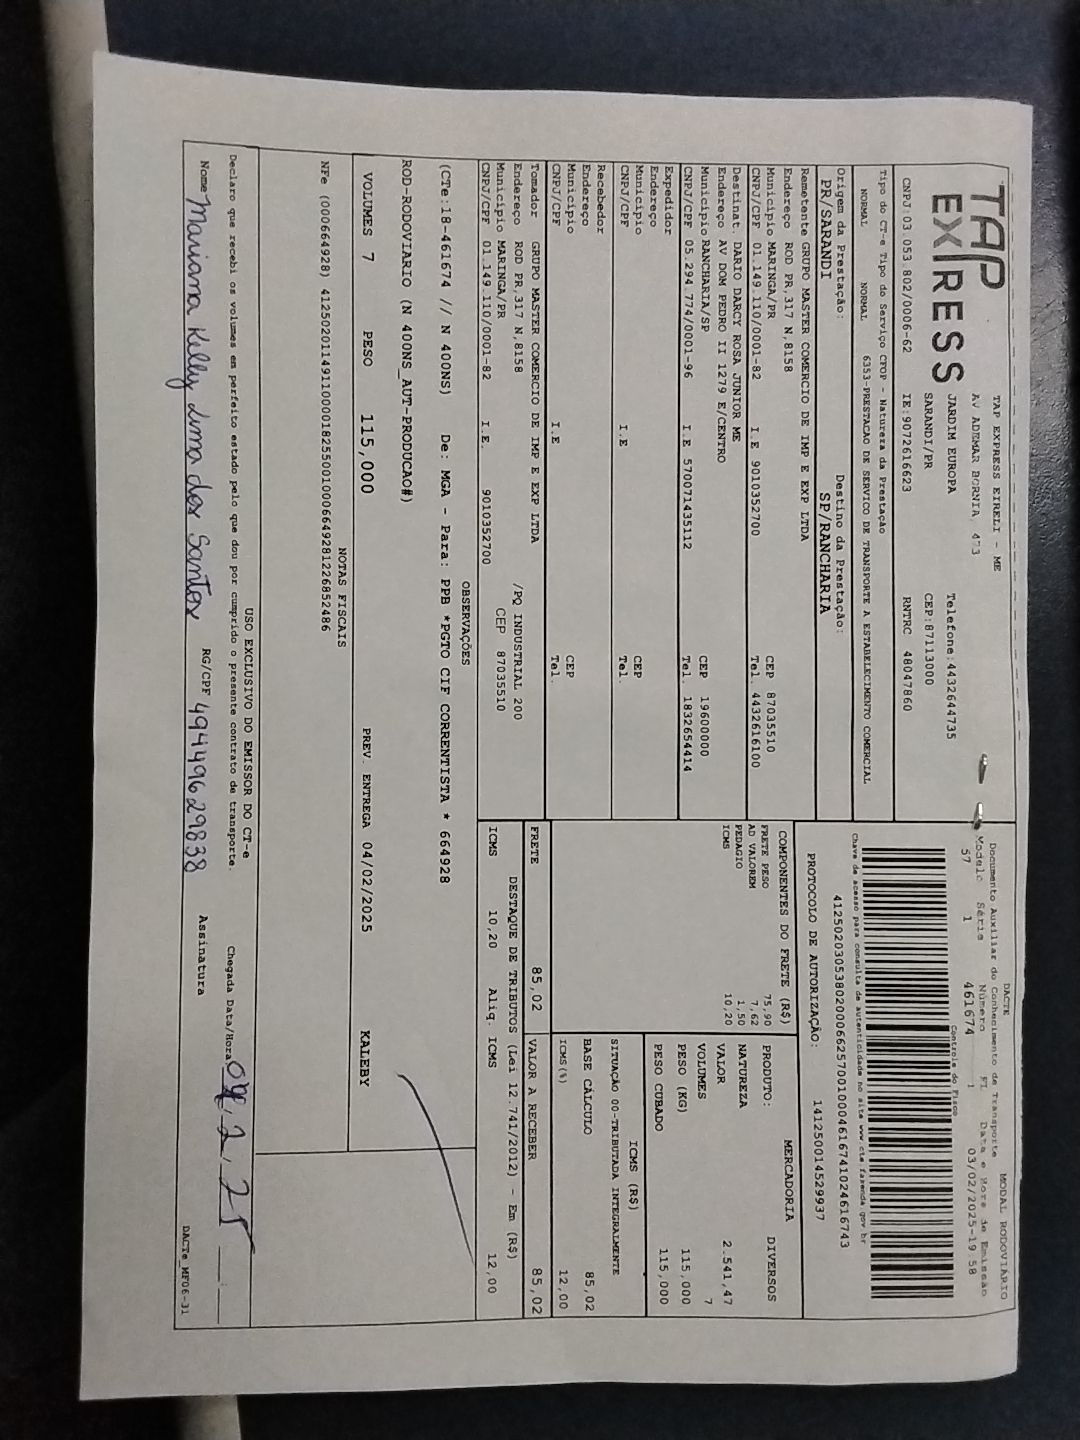 TAP
EXPRESS
TAP EXPRESS EIRELI - ME
AV ADEMAR BORNIA, 473
JARDIM EUROPA
SARANDI/PR
Telefone:4432644735
CEP:87113000
CNPJ:03.053.802/0006-62 IE:9072616623 RNTRC 48047860
DACTE MODAL RODOVIÁRIO
Documento Auxiliar do Conhecimento de Transporte
Modelo Série Número FL Data e Hora de Emissão
57 1 461674 1 03/02/2025-19:58
Controle do Fisco
Chave de acesso para consulta de autenticidade no site www.cte.fazenda.gov.br
41250203053802000662570010004616741024616743
PROTOCOLO DE AUTORIZAÇÃO: 141250014529937
Tipo do CT-e Tipo do Serviço CFOP - Natureza da Prestação
NORMAL NORMAL 6353-PRESTACAO DE SERVICO DE TRANSPORTE A ESTABELECIMENTO COMERCIAL
Origem da Prestação: Destino da Prestação:
PR/SARANDI SP/RANCHARIA
Remetente GRUPO MASTER COMERCIO DE IMP E EXP LTDA
Endereço ROD PR,317 N,8158
Município MARINGA/PR CEP 87035510
CNPJ/CPF 01.149.110/0001-82 I.E 9010352700 Tel. 4432616100
Destinat. DARIO DARCY ROSA JUNIOR ME
Endereço AV DOM PEDRO II 1279 E/CENTRO
Município RANCHARIA/SP CEP 19600000
CNPJ/CPF 05.294.774/0001-96 I.E 570071435112 Tel 1832654414
Expedidor
Endereço
Município CEP
CNPJ/CPF I.E Tel.
Recebedor
Endereço
Município CEP
CNPJ/CPF I.E Tel.
Tomador GRUPO MASTER COMERCIO DE IMP E EXP LTDA
Endereço ROD PR,317 N,8158 /PQ INDUSTRIAL 200
Município MARINGA/PR CEP 87035510
CNPJ/CPF 01.149.110/0001-82 I.E. 9010352700
COMPONENTES DO FRETE (R$)
FRETE PESO 75,90
AD VALOREM 7,62
PEDAGIO 1,50
ICMS 10,20
MERCADORIA
PRODUTO: DIVERSOS
NATUREZA
VALOR 2.541,47
VOLUMES 7
PESO (KG) 115,000
PESO CUBADO 115,000
ICMS (R$)
SITUAÇÃO 00-TRIBUTADA INTEGRALMENTE
BASE CÁLCULO 85,02
ICMS(%) 12,00
FRETE 85,02 VALOR A RECEBER 85,02
DESTAQUE DE TRIBUTOS (Lei 12.741/2012) - Em (R$)
ICMS 10,20 Aliq. ICMS 12,00
OBSERVAÇÕES
(CTe:18-461674 // N 400NS) De: MGA - Para: PPB *PGTO CIF CORRENTISTA * 664928
ROD-RODOVIARIO (N 400NS_AUT-PRODUCAO#)
VOLUMES 7 PESO 115,000 PREV. ENTREGA 04/02/2025 KALEBY
NOTAS FISCAIS
NFe (000664928) 41250201149110000182550010006649281226852486
USO EXCLUSIVO DO EMISSOR DO CT-e
Declaro que recebi os volumes em perfeito estado pelo que dou por cumprido o presente contrato de transporte. Chegada Data/Hora 04, 2, 25
Nome Mariana Kelly Lima dos Santos RG/CPF 49449629838 Assinatura
DACTe_MF06-31